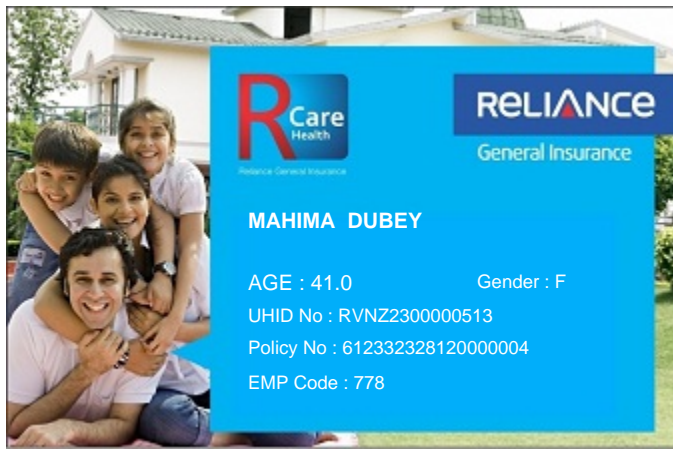 R Care
Health
Reliance General Insurance
RELIANCE
General Insurance
MAHIMA DUBEY
AGE : 41.0 Gender : F
UHID No : RVNZ2300000513
Policy No : 612332328120000004
EMP Code : 778